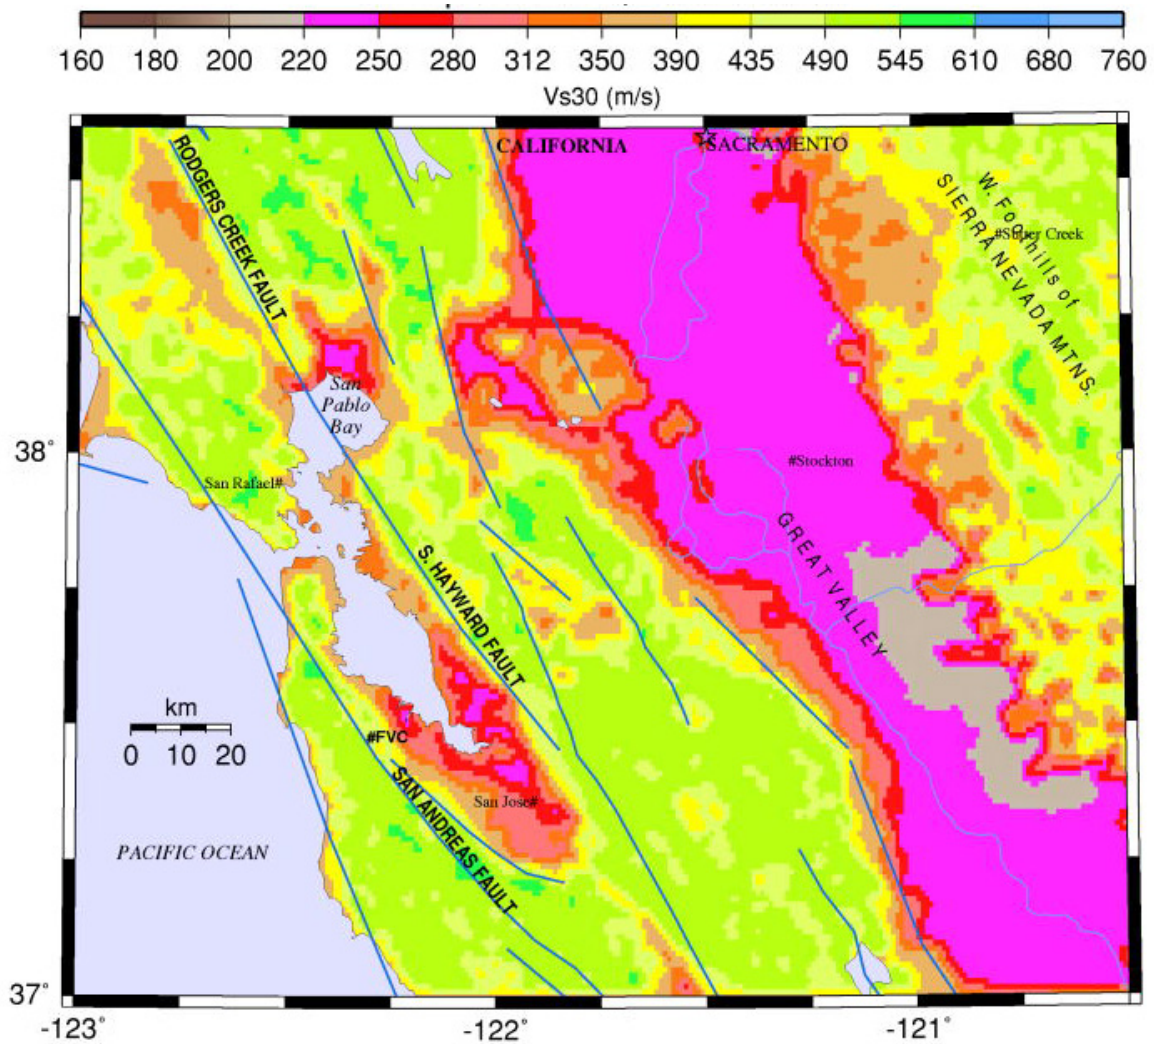 160 180 200 220 250 280 312 350 390 435 490 545 610 680 760
Vs30 (m/s)
CALIFORNIA
SACRAMENTO
RODGERS CREEK FAULT
W. Foothills of
SIERRA NEVADA MTNS.
#Sutter Creek
San
Pablo
Bay
38°
#Stockton
San Rafael#
GREAT VALLEY
S. HAYWARD FAULT
km
0 10 20
#FVC
San Jose#
SAN ANDREAS FAULT
PACIFIC OCEAN
37°
-123° -122° -121°